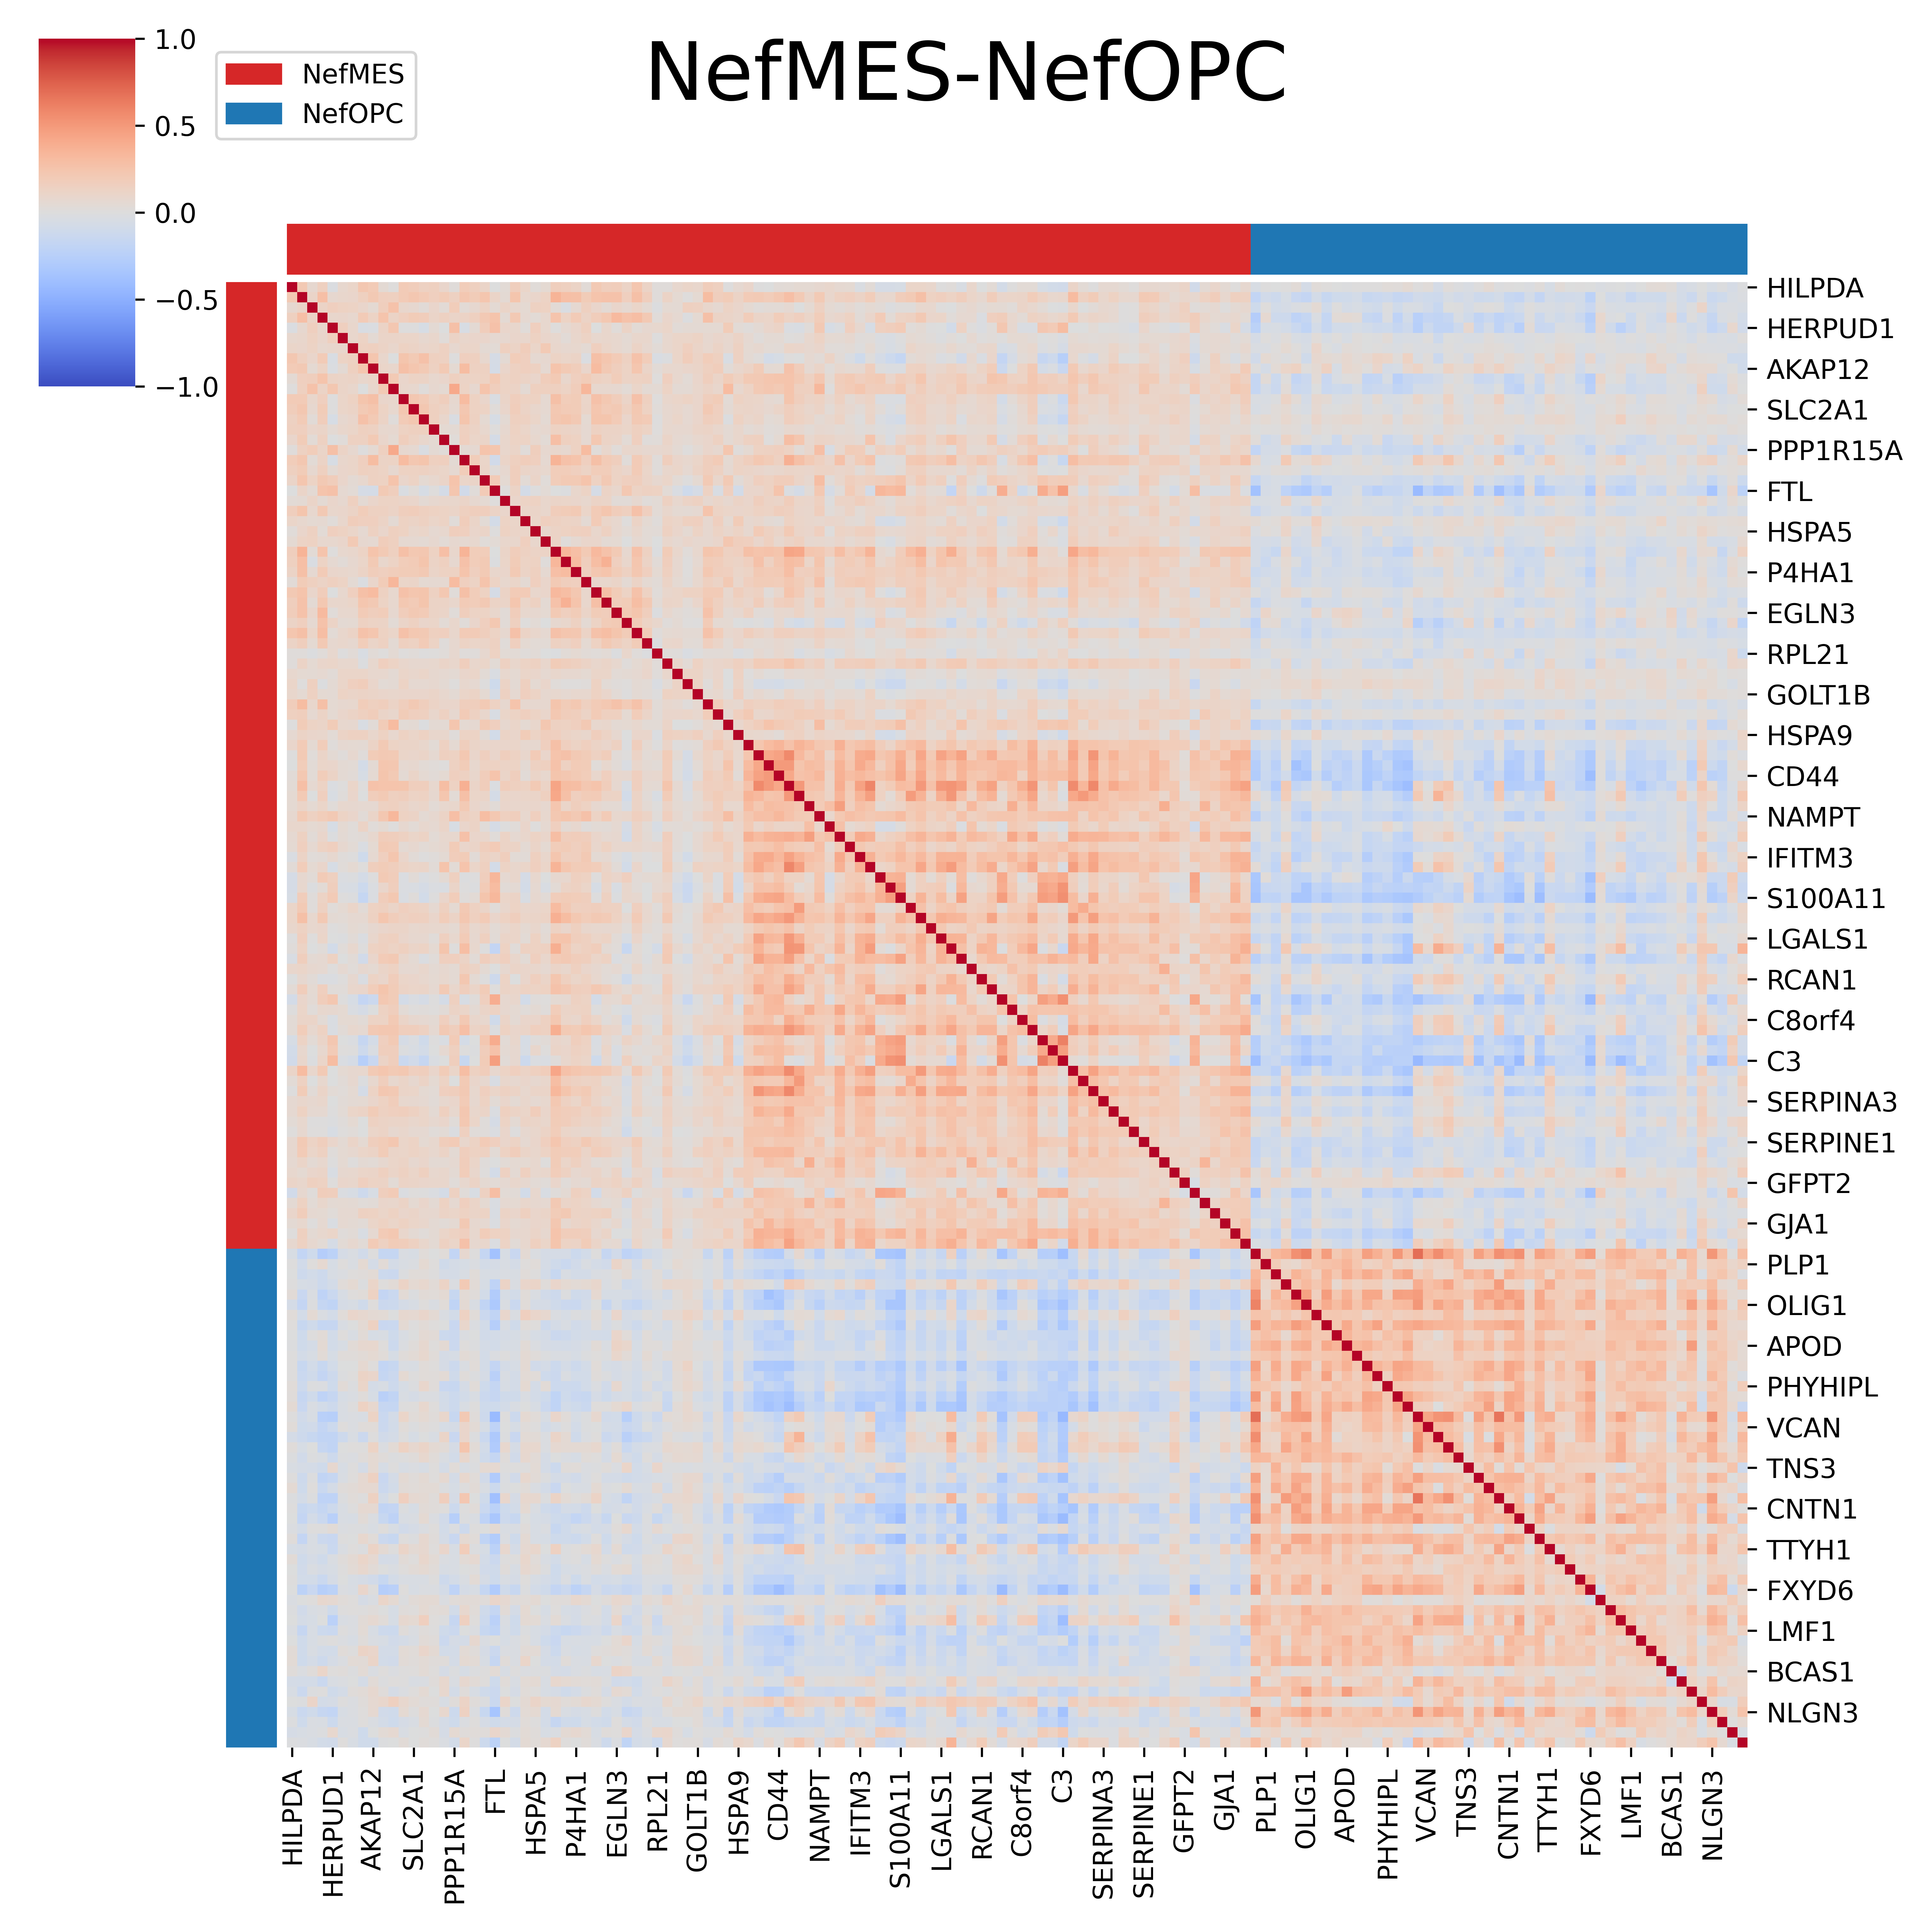 NefMES-NefOPC
1.0
0.5
0.0
−0.5
−1.0
NefMES
NefOPC
HILPDA
HERPUD1
AKAP12
SLC2A1
PPP1R15A
FTL
HSPA5
P4HA1
EGLN3
RPL21
GOLT1B
HSPA9
CD44
NAMPT
IFITM3
S100A11
LGALS1
RCAN1
C8orf4
C3
SERPINA3
SERPINE1
GFPT2
GJA1
PLP1
OLIG1
APOD
PHYHIPL
VCAN
TNS3
CNTN1
TTYH1
FXYD6
LMF1
BCAS1
NLGN3
HILPDA
HERPUD1
AKAP12
SLC2A1
PPP1R15A
FTL
HSPA5
P4HA1
EGLN3
RPL21
GOLT1B
HSPA9
CD44
NAMPT
IFITM3
S100A11
LGALS1
RCAN1
C8orf4
C3
SERPINA3
SERPINE1
GFPT2
GJA1
PLP1
OLIG1
APOD
PHYHIPL
VCAN
TNS3
CNTN1
TTYH1
FXYD6
LMF1
BCAS1
NLGN3